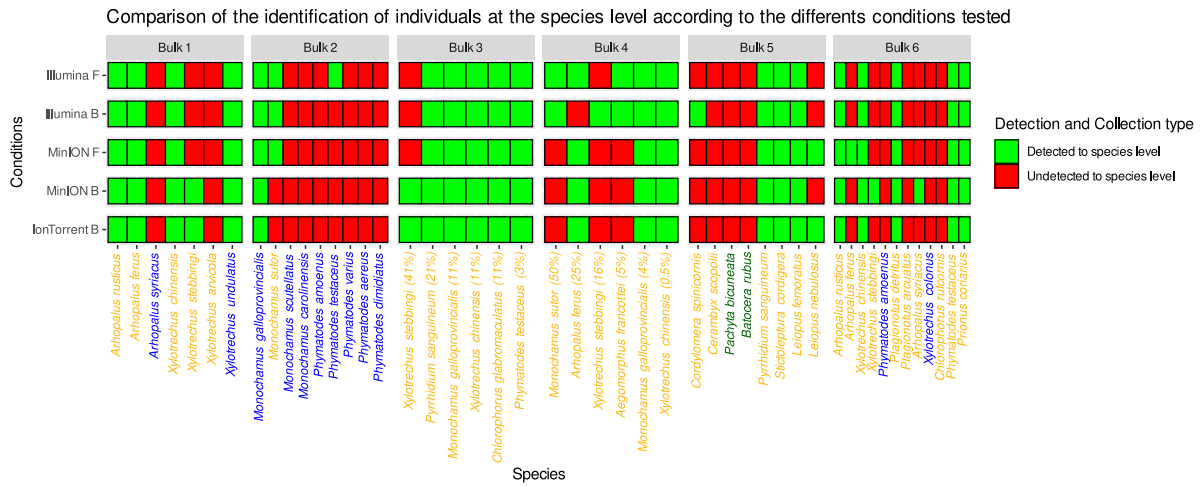 Comparison of the identification of individuals at the species level according to the differents conditions tested
Bulk 1
Bulk 2
Bulk 3
Bulk 4
Bulk 5
Bulk 6
Conditions
Illumina F
Illumina B
MinION F
MinION B
IonTorrent B
Detection and Collection type
Detected to species level
Undetected to species level
Arhopalus rusticus
Arhopalus ferus
Arhopalus syriacus
Xylotrechus chinensis
Xylotrechus stebbingi
Xylotrechus arvicola
Xylotrechus undulatus
Monochamus galloprovincialis
Monochamus sutor
Monochamus scutellatus
Monochamus carolinensis
Phymatodes amoenus
Phymatodes testaceus
Phymatodes varius
Phymatodes aereus
Phymatodes dimidiatus
Xylotrechus stebbingi (41%)
Pyrrhidium sanguineum (21%)
Monochamus galloprovincialis (11%)
Xylotrechus chinensis (11%)
Chlorophorus glabromaculatus (11%)
Phymatodes testaceus (3%)
Monochamus sutor (50%)
Arhopalus ferus (25%)
Xylotrechus stebbingi (16%)
Aegomorphus francottei (5%)
Monochamus galloprovincialis (4%)
Xylotrechus chinensis (0.5%)
Cordylomera spinicornis
Cerambyx scopolii
Pachyta bicuneata
Batocera rubus
Pyrrhidium sanguineum
Stictoleptura cordigera
Leiopus femoratus
Leiopus nebulosus
Arhopalus rusticus
Arhopalus ferus
Xylotrechus chinensis
Xylotrechus stebbingi
Phymatodes amoenus
Plagionotus detritus
Plagionotus arcuatus
Arhopalus syriacus
Xylotrechus colonus
Chlorophorus ruficornis
Phymatodes testaceus
Prionus coriarius
Species